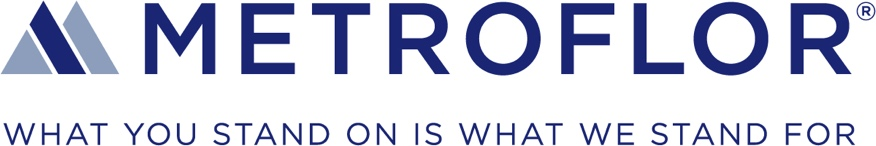 METROFLOR®
WHAT YOU STAND ON IS WHAT WE STAND FOR